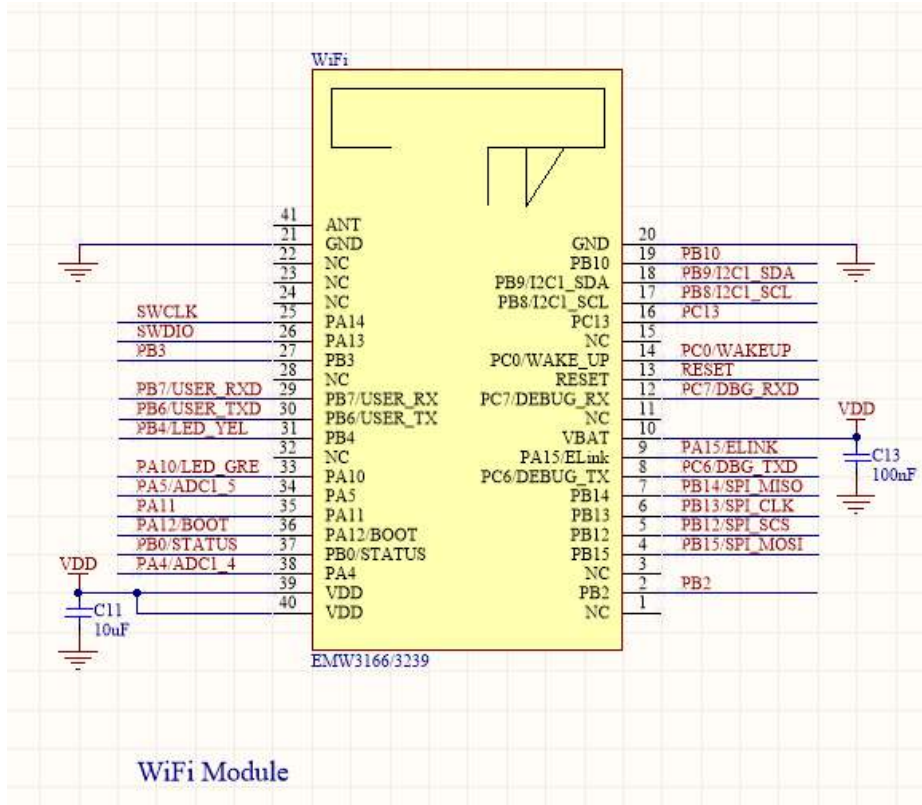 WiFi
41 ANT
21 GND
22 NC
23 NC
24 NC
SWCLK 25 PA14
SWDIO 26 PA13
PB3 27 PB3
28 NC
PB7/USER_RXD 29 PB7/USER_RX
PB6/USER_TXD 30 PB6/USER_TX
PB4/LED_YEL 31 PB4
32 NC
PA10/LED_GRE 33 PA10
PA5/ADC1_5 34 PA5
PA11 35 PA11
PA12/BOOT 36 PA12/BOOT
PB0/STATUS 37 PB0/STATUS
PA4/ADC1_4 38 PA4
VDD
39 VDD
40 VDD
C11
10uF
GND 20
PB10 19 PB10
PB9/I2C1_SDA 18 PB9/I2C1_SDA
PB8/I2C1_SCL 17 PB8/I2C1_SCL
PC13 16 PC13
NC 15
PC0/WAKE_UP 14 PC0/WAKEUP
RESET 13 RESET
PC7/DEBUG_RX 12 PC7/DBG_RXD
NC 11
VBAT 10
VDD
C13
100nF
PA15/ELink 9 PA15/ELINK
PC6/DEBUG_TX 8 PC6/DBG_TXD
PB14 7 PB14/SPI_MISO
PB13 6 PB13/SPI_CLK
PB12 5 PB12/SPI_SCS
PB15 4 PB15/SPI_MOSI
NC 3
PB2 2 PB2
NC 1
EMW3166/3239
WiFi Module